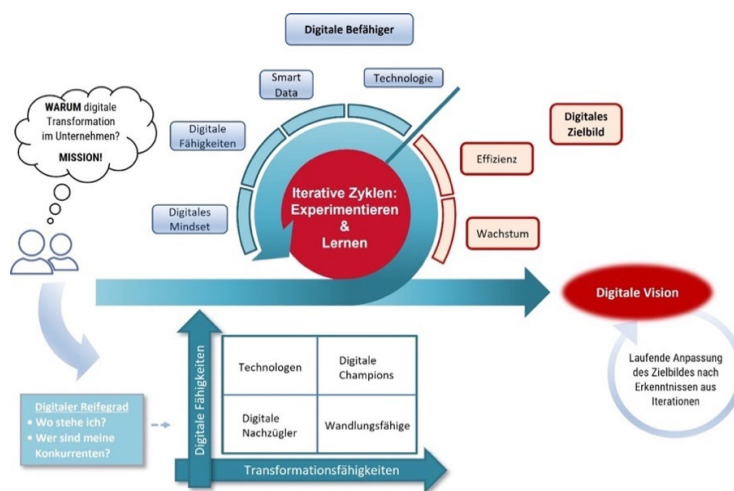 Digitale Befähiger
Smart
Data
Technologie
WARUM digitale
Transformation
im Unternehmen?
MISSION!
Digitale
Fähigkeiten
Digitales
Zielbild
Effizienz
Iterative Zyklen:
Experimentieren
&
Lernen
Digitales
Mindset
Wachstum
Digitale Vision
Laufende Anpassung
des Zielbildes nach
Erkenntnissen aus
Iterationen
Digitaler Reifegrad
• Wo stehe ich?
• Wer sind meine
Konkurrenten?
Digitale Fähigkeiten
Technologen
Digitale
Champions
Digitale
Nachzügler
Wandlungsfähige
Transformationsfähigkeiten